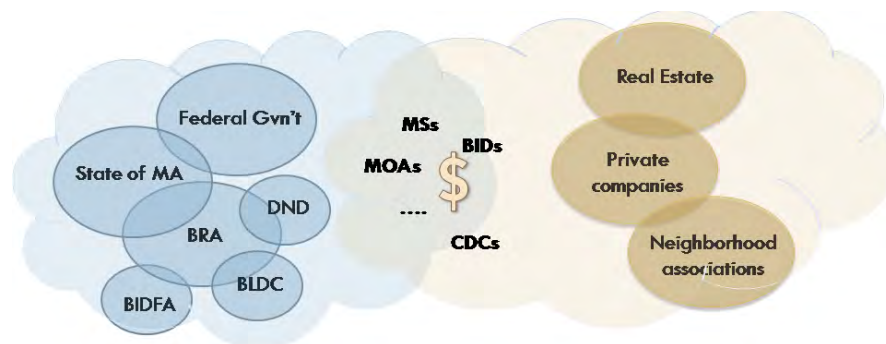 Federal Gvn't
State of MA
DND
BRA
BLDC
BIDFA
MSs
BIDs
MOAs
$
....
CDCs
Real Estate
Private
companies
Neighborhood
associations